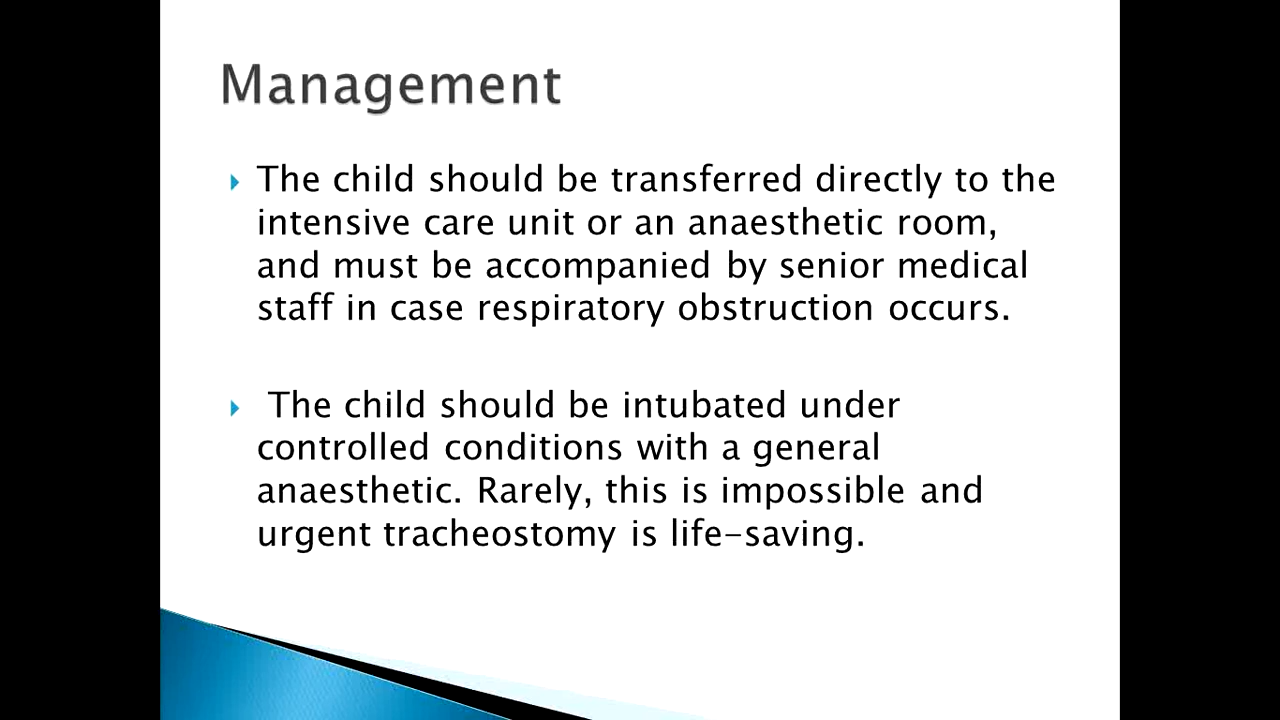 Management
The child should be transferred directly to the
intensive care unit or an anaesthetic room,
and must be accompanied by senior medical
staff in case respiratory obstruction occurs.
The child should be intubated under
controlled conditions with a general
anaesthetic. Rarely, this is impossible and
urgent tracheostomy is life-saving.